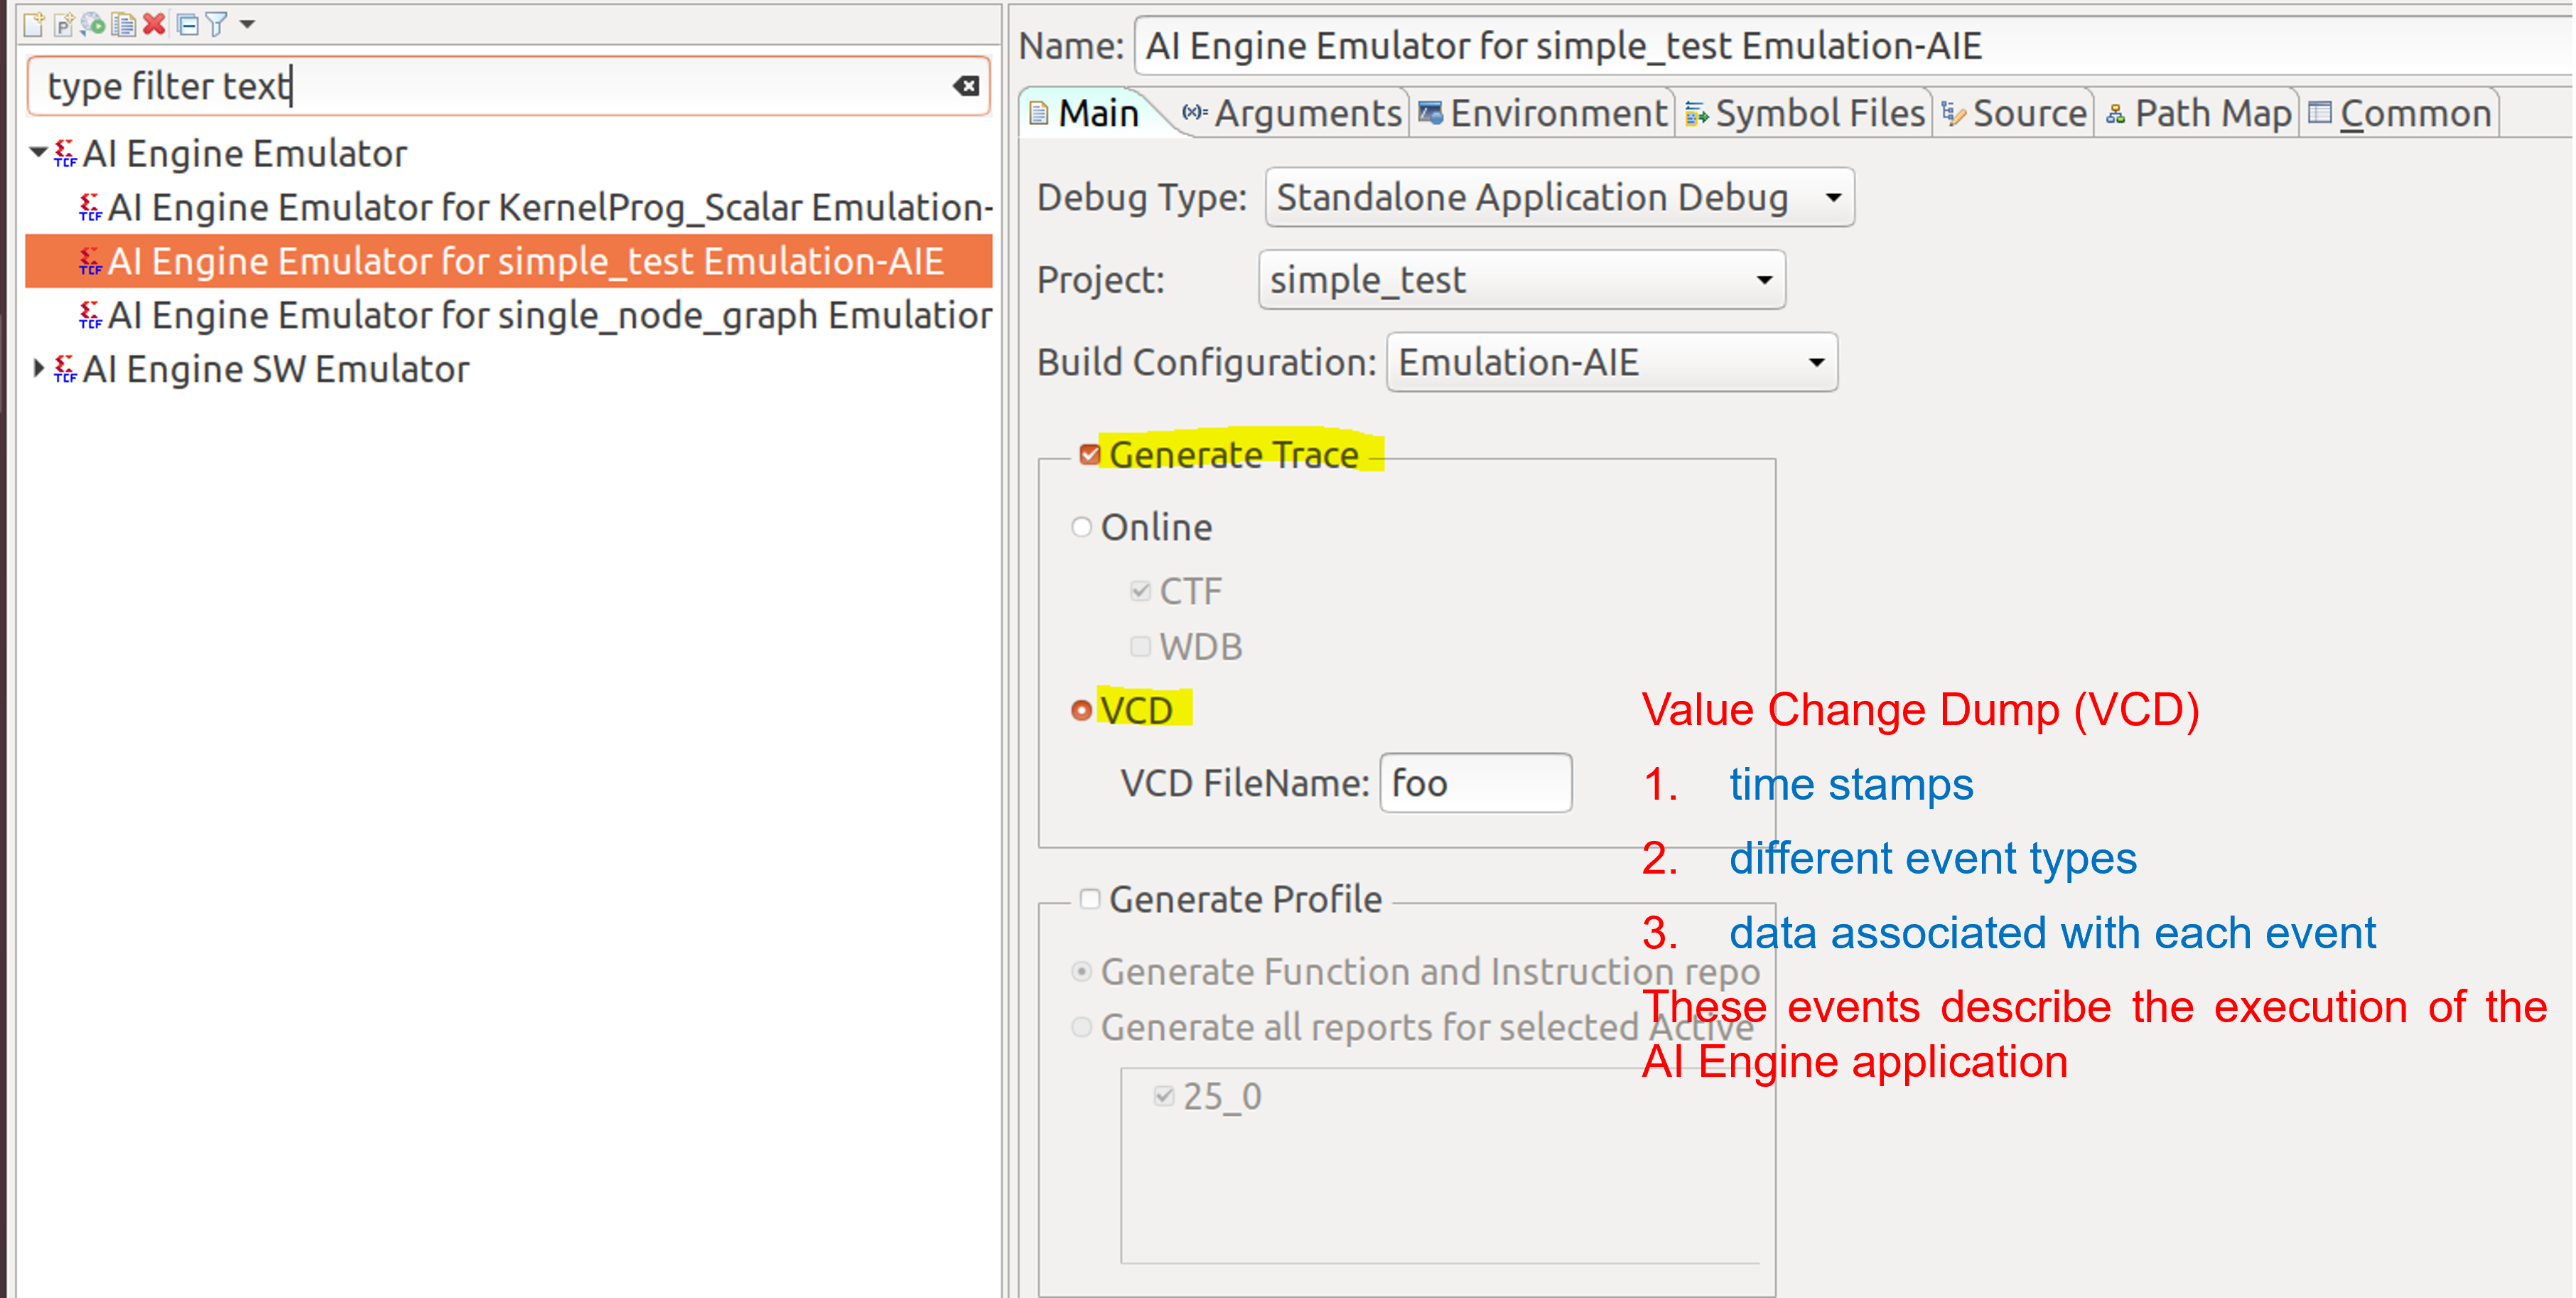 type filter text
AI Engine Emulator
AI Engine Emulator for KernelProg_Scalar Emulation-
AI Engine Emulator for simple_test Emulation-AIE
AI Engine Emulator for single_node_graph Emulation
AI Engine SW Emulator
Name: AI Engine Emulator for simple_test Emulation-AIE
Main (x)= Arguments Environment Symbol Files Source Path Map Common
Debug Type: Standalone Application Debug
Project: simple_test
Build Configuration: Emulation-AIE
Generate Trace
Online
CTF
WDB
VCD
VCD FileName: foo
Generate Profile
Generate Function and Instruction repo
Generate all reports for selected Active
25_0
Value Change Dump (VCD)
1. time stamps
2. different event types
3. data associated with each event
These events describe the execution of the
AI Engine application